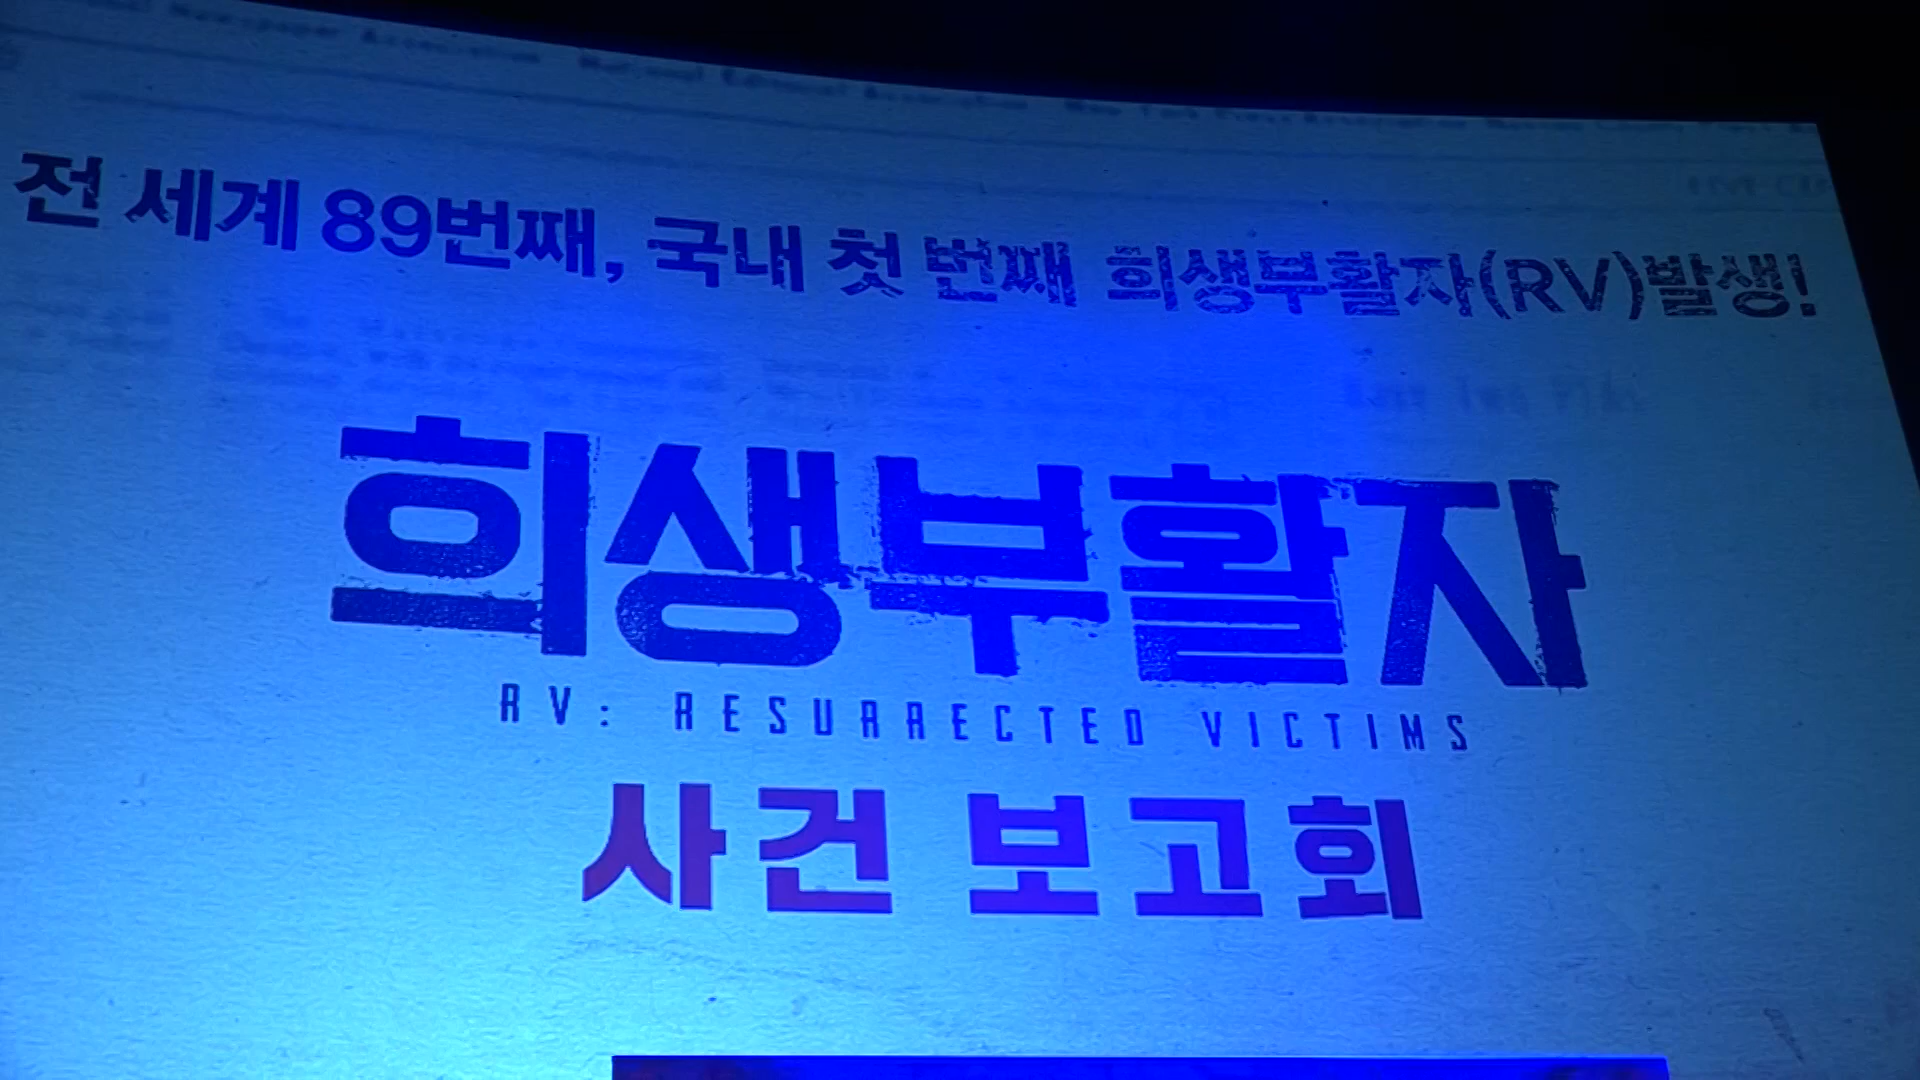 전 세계 89번째, 국내 첫 번째 희생부활자(RV)발생!
희생부활자
RV: RESURRECTED VICTIMS
사건 보고회